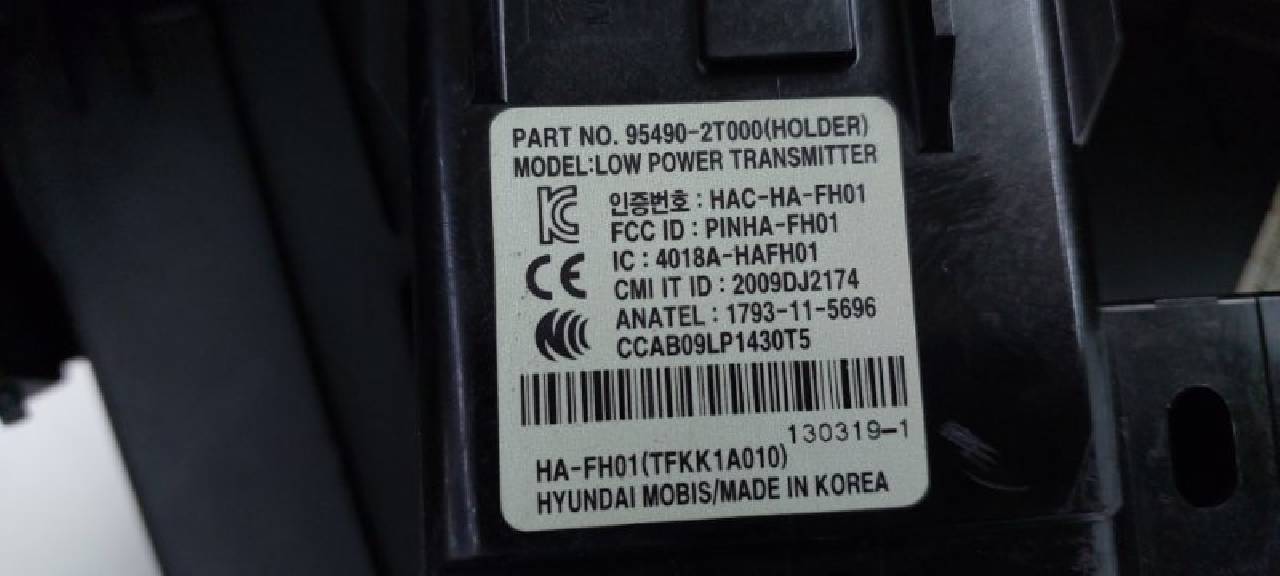 PART NO. 95490-2T000(HOLDER)
MODEL:LOW POWER TRANSMITTER
인증번호 : HAC-HA-FH01
FCC ID : PINHA-FH01
IC : 4018A-HAFH01
CE
CMI IT ID : 2009DJ2174
ANATEL : 1793-11-5696
CCAB09LP1430T5
130319-1
HA-FH01(TFKK1A010)
HYUNDAI MOBIS/MADE IN KOREA